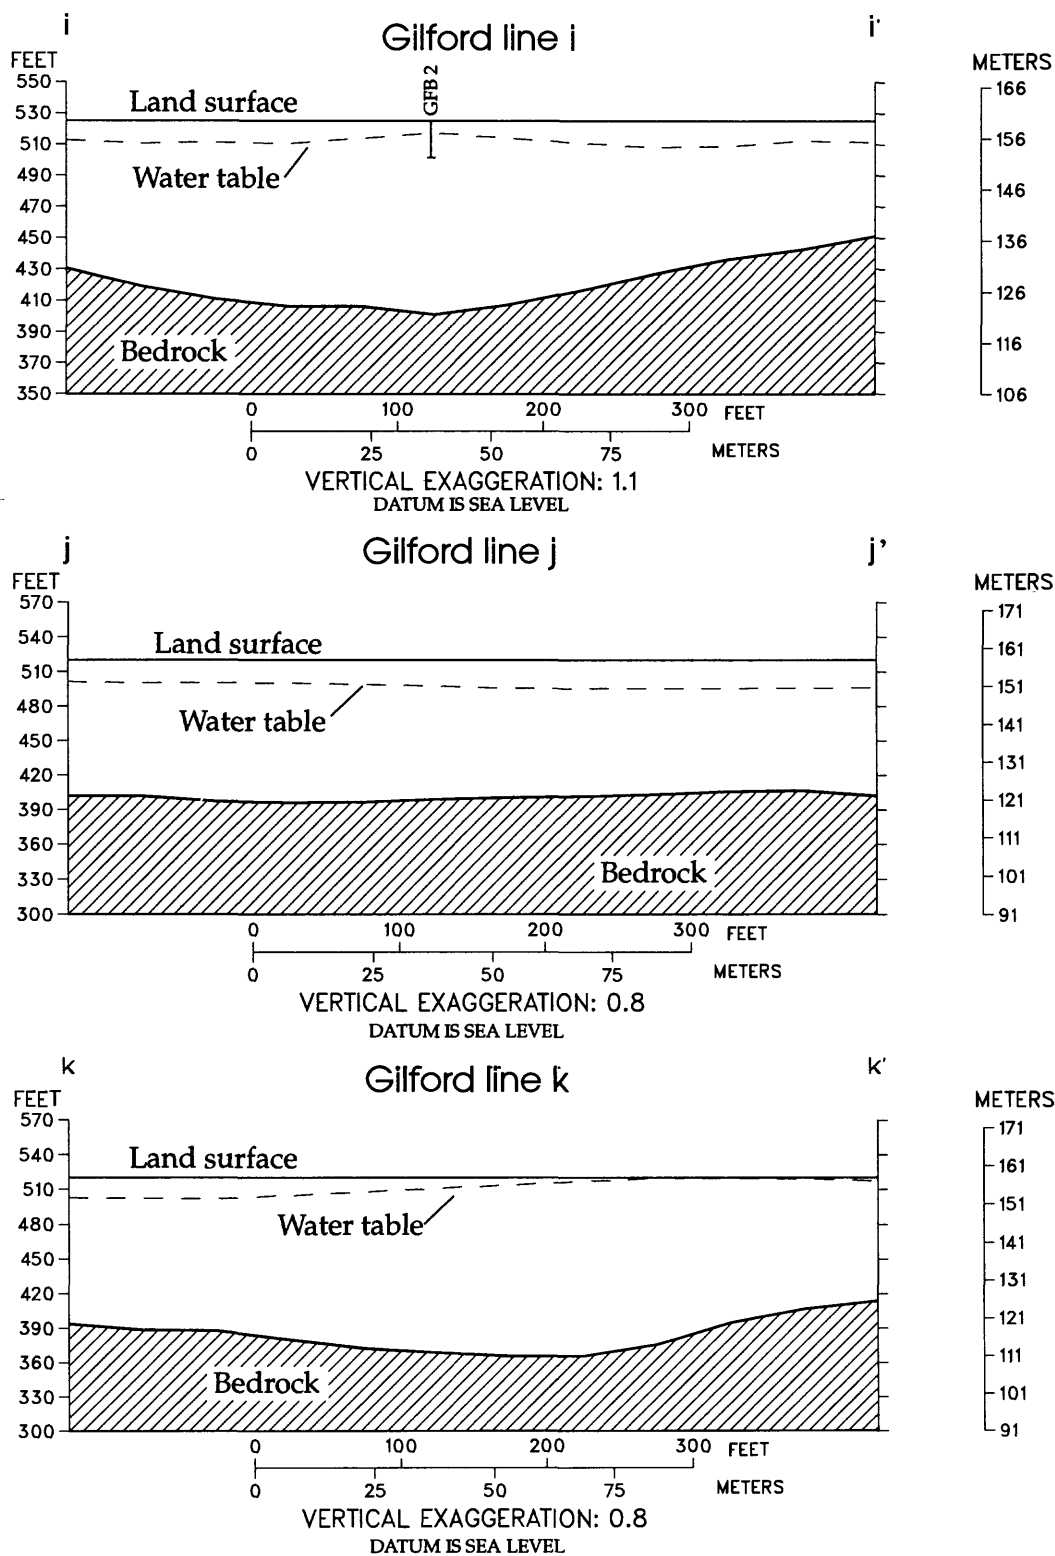 i i'
Gilford line i
FEET METERS
GFB 2
550
530
510
490
470
450
430
410
390
370
350
Land surface
Water table
Bedrock
166
156
146
136
126
116
106
0 100 200 300 FEET
0 25 50 75 METERS
VERTICAL EXAGGERATION: 1.1
DATUM IS SEA LEVEL
j j'
Gilford line j
FEET METERS
570
540
510
480
450
420
390
360
330
300
Land surface
Water table
Bedrock
171
161
151
141
131
121
111
101
91
0 100 200 300 FEET
0 25 50 75 METERS
VERTICAL EXAGGERATION: 0.8
DATUM IS SEA LEVEL
k k'
Gilford line k
FEET METERS
570
540
510
480
450
420
390
360
330
300
Land surface
Water table
Bedrock
171
161
151
141
131
121
111
101
91
0 100 200 300 FEET
0 25 50 75 METERS
VERTICAL EXAGGERATION: 0.8
DATUM IS SEA LEVEL